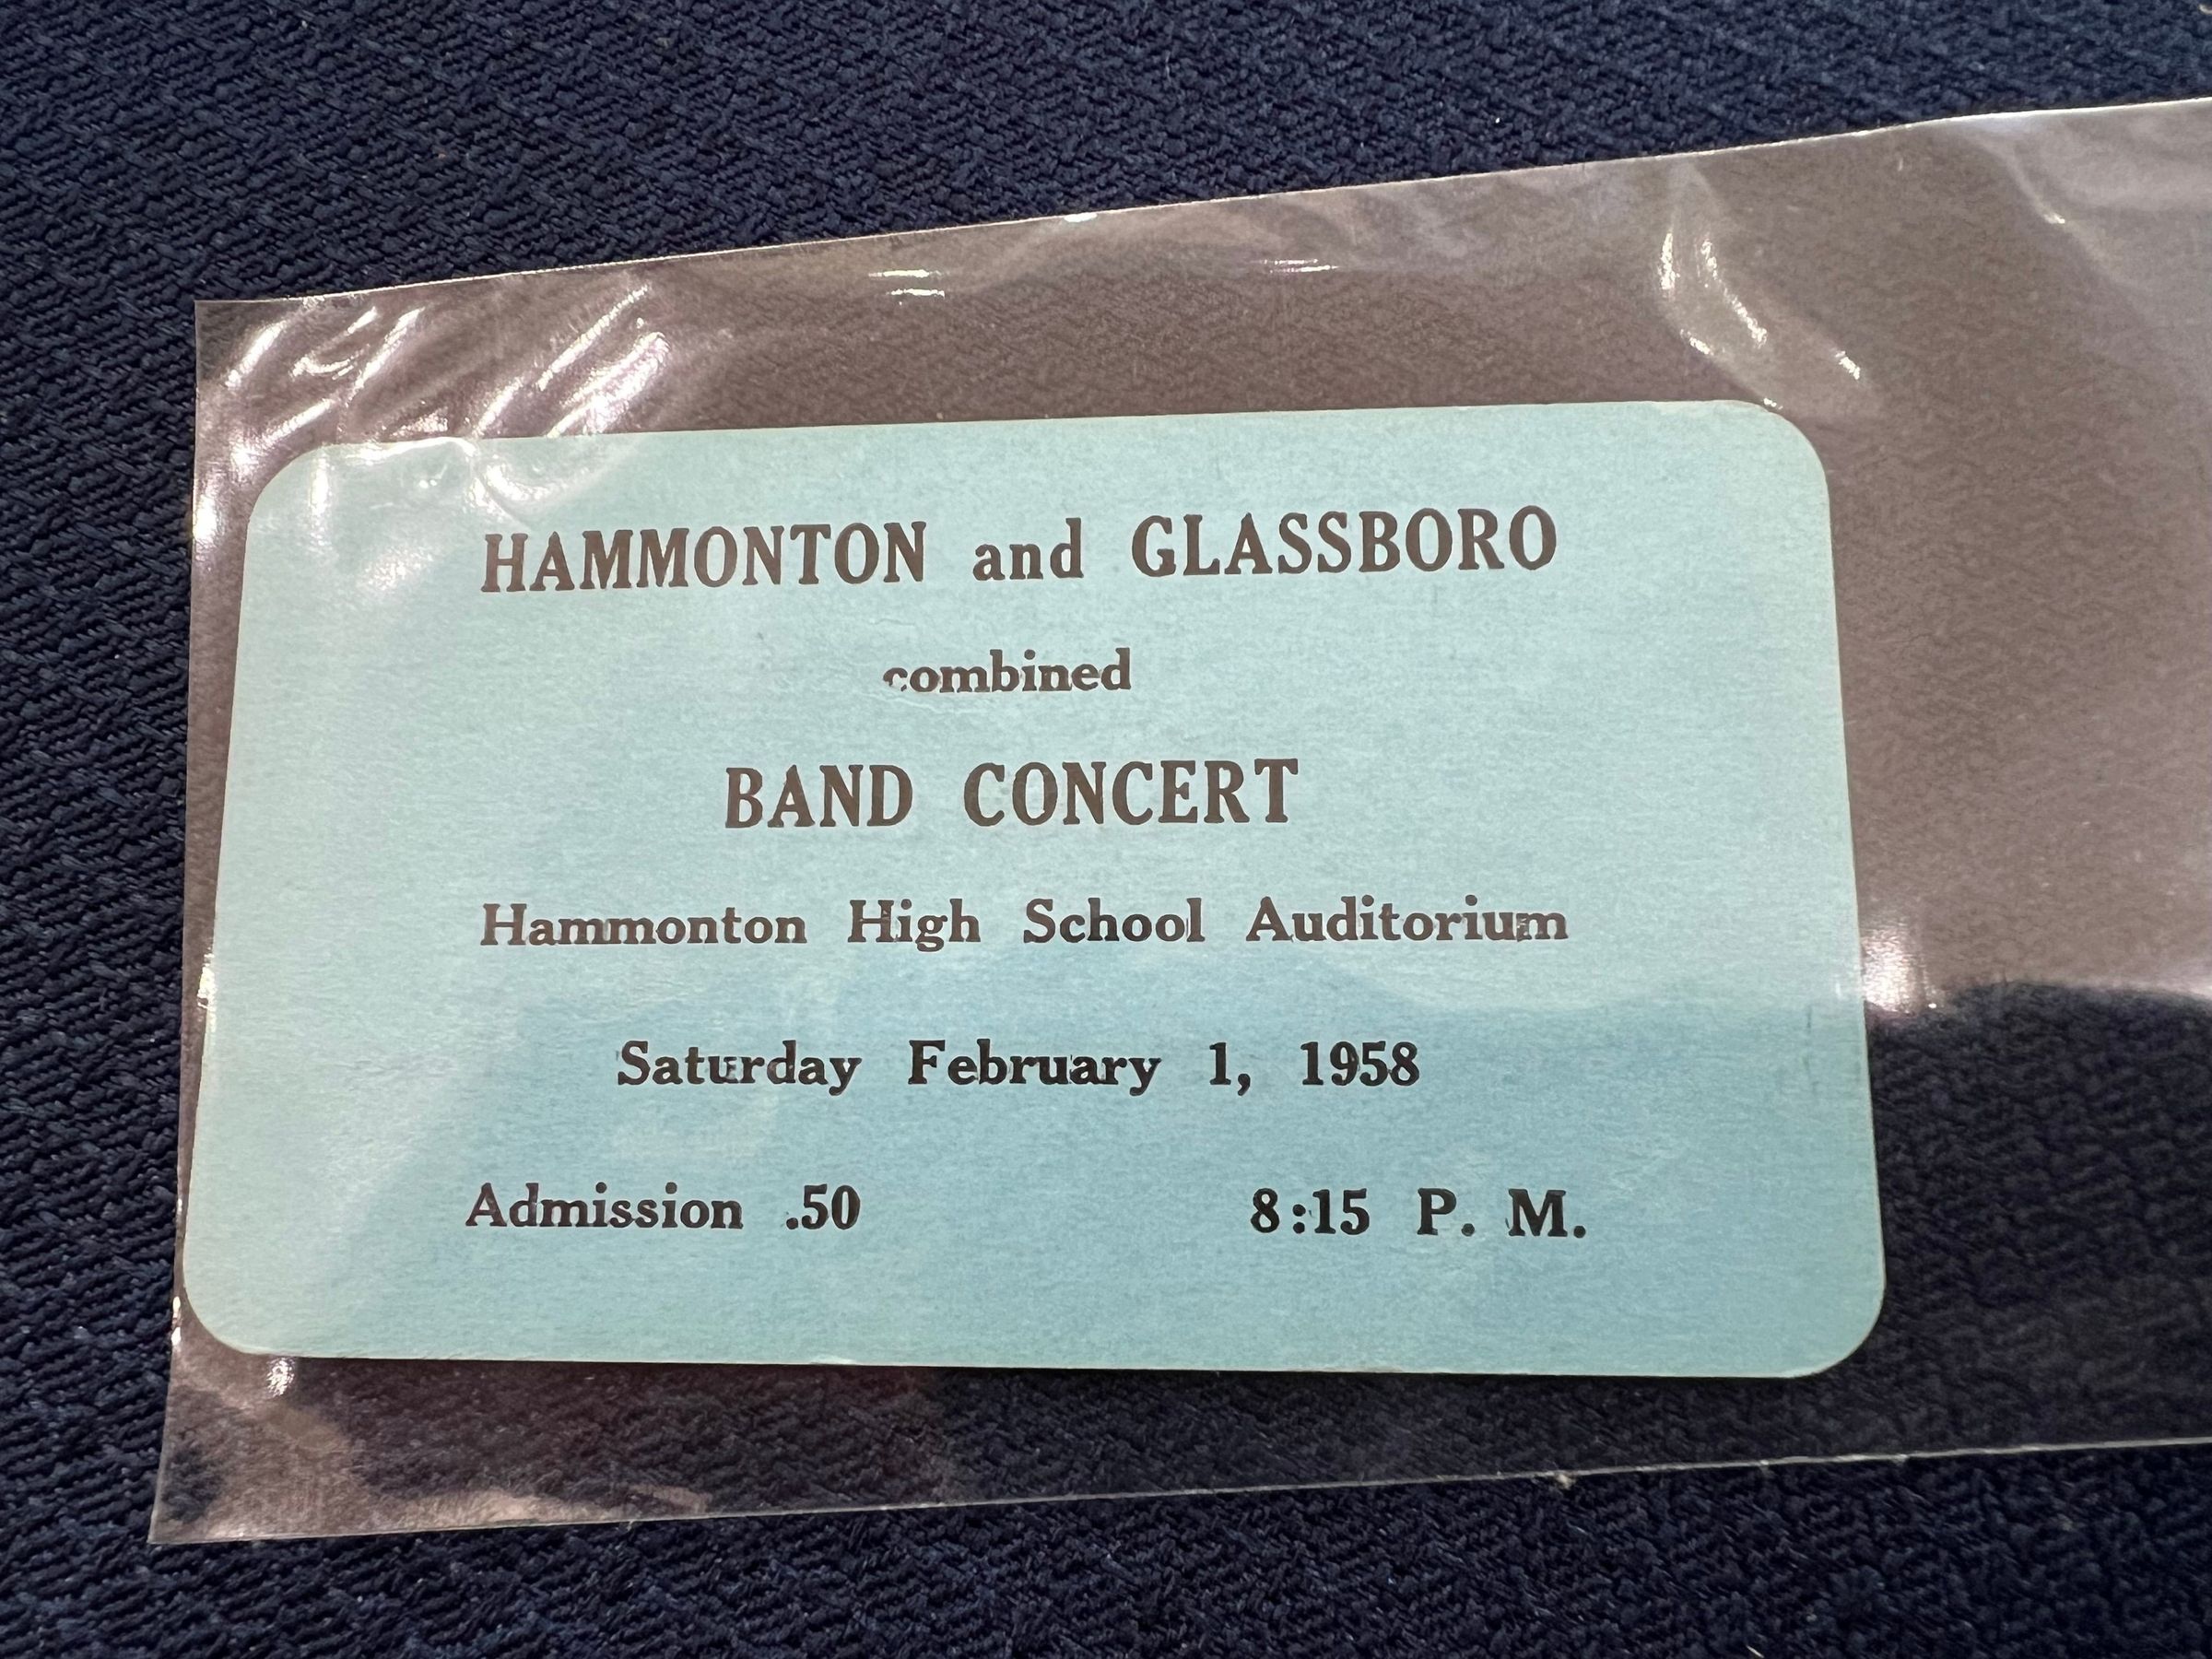 HAMMONTON and GLASSBORO
combined
BAND CONCERT
Hammonton High School Auditorium
Saturday February 1, 1958
Admission .50 8:15 P. M.